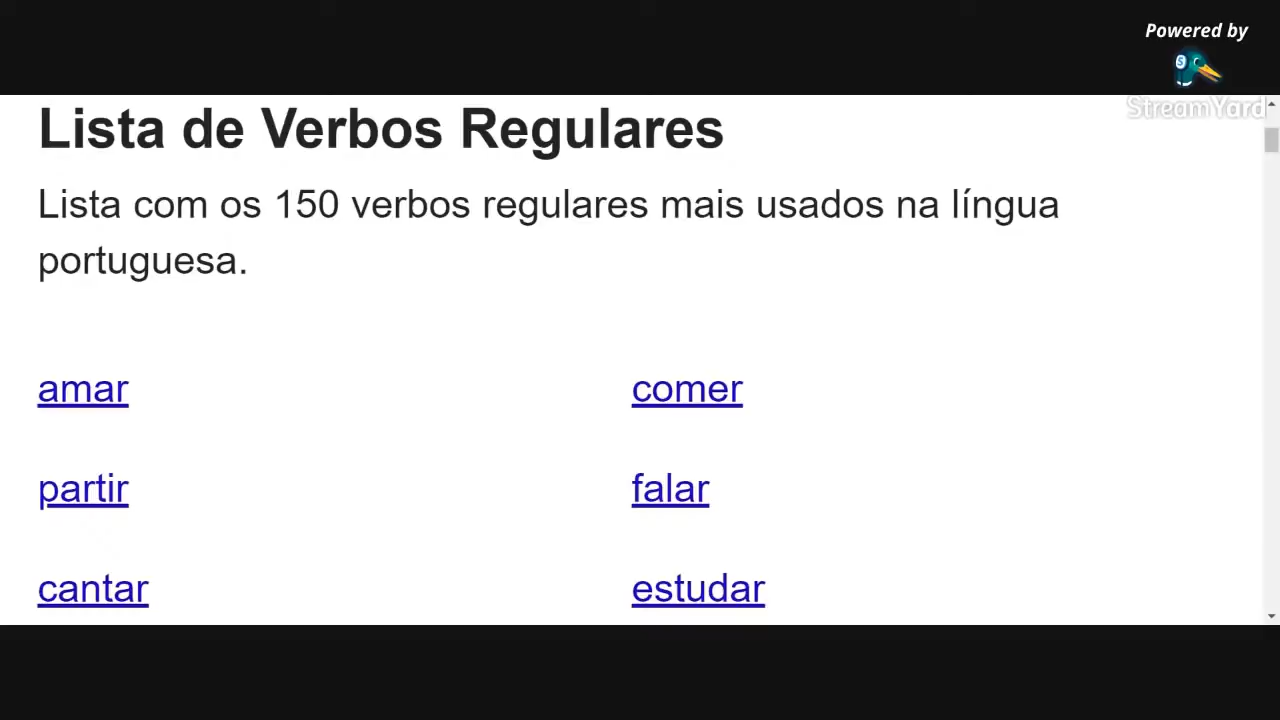 Powered by
StreamYard
Lista de Verbos Regulares
Lista com os 150 verbos regulares mais usados na língua
portuguesa.
amar
comer
partir
falar
cantar
estudar